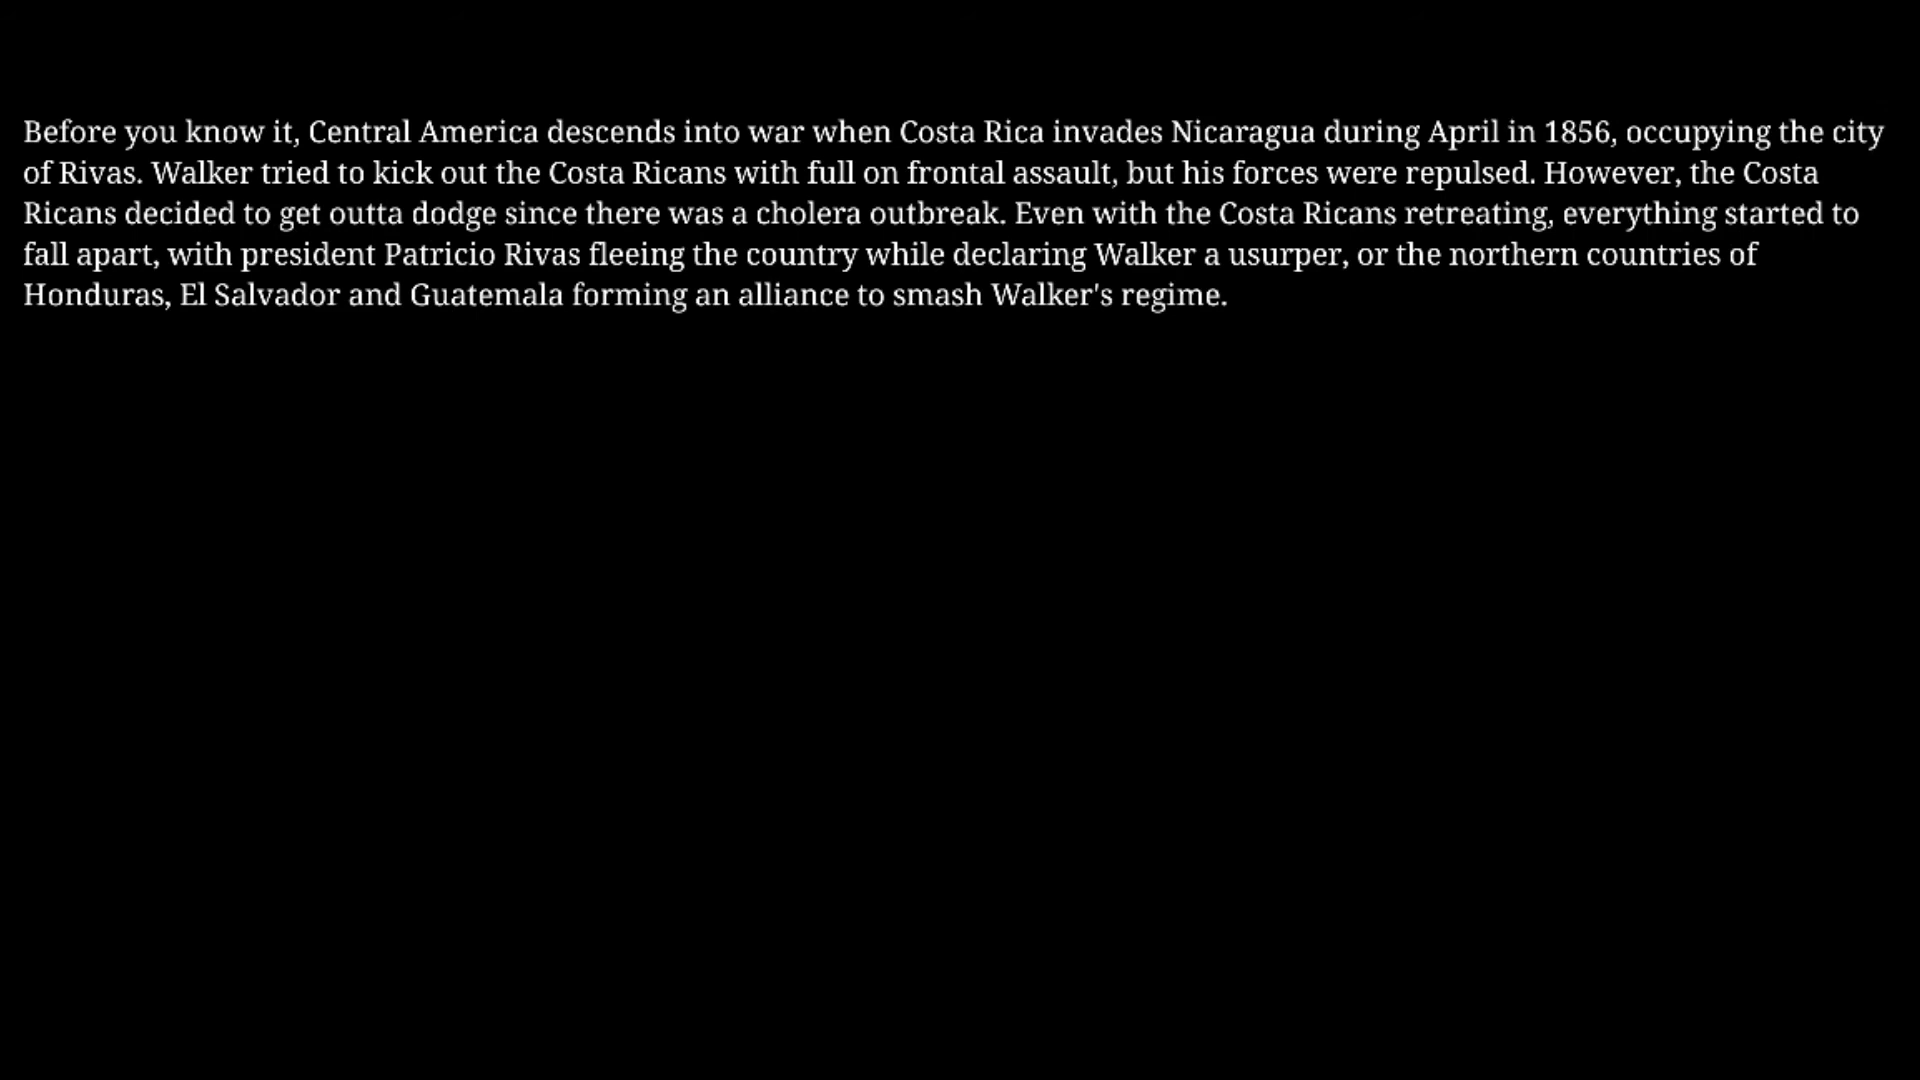 Before you know it, Central America descends into war when Costa Rica invades Nicaragua during April in 1856, occupying the city
of Rivas. Walker tried to kick out the Costa Ricans with full on frontal assault, but his forces were repulsed. However, the Costa
Ricans decided to get outta dodge since there was a cholera outbreak. Even with the Costa Ricans retreating, everything started to
fall apart, with president Patricio Rivas fleeing the country while declaring Walker a usurper, or the northern countries of
Honduras, El Salvador and Guatemala forming an alliance to smash Walker's regime.